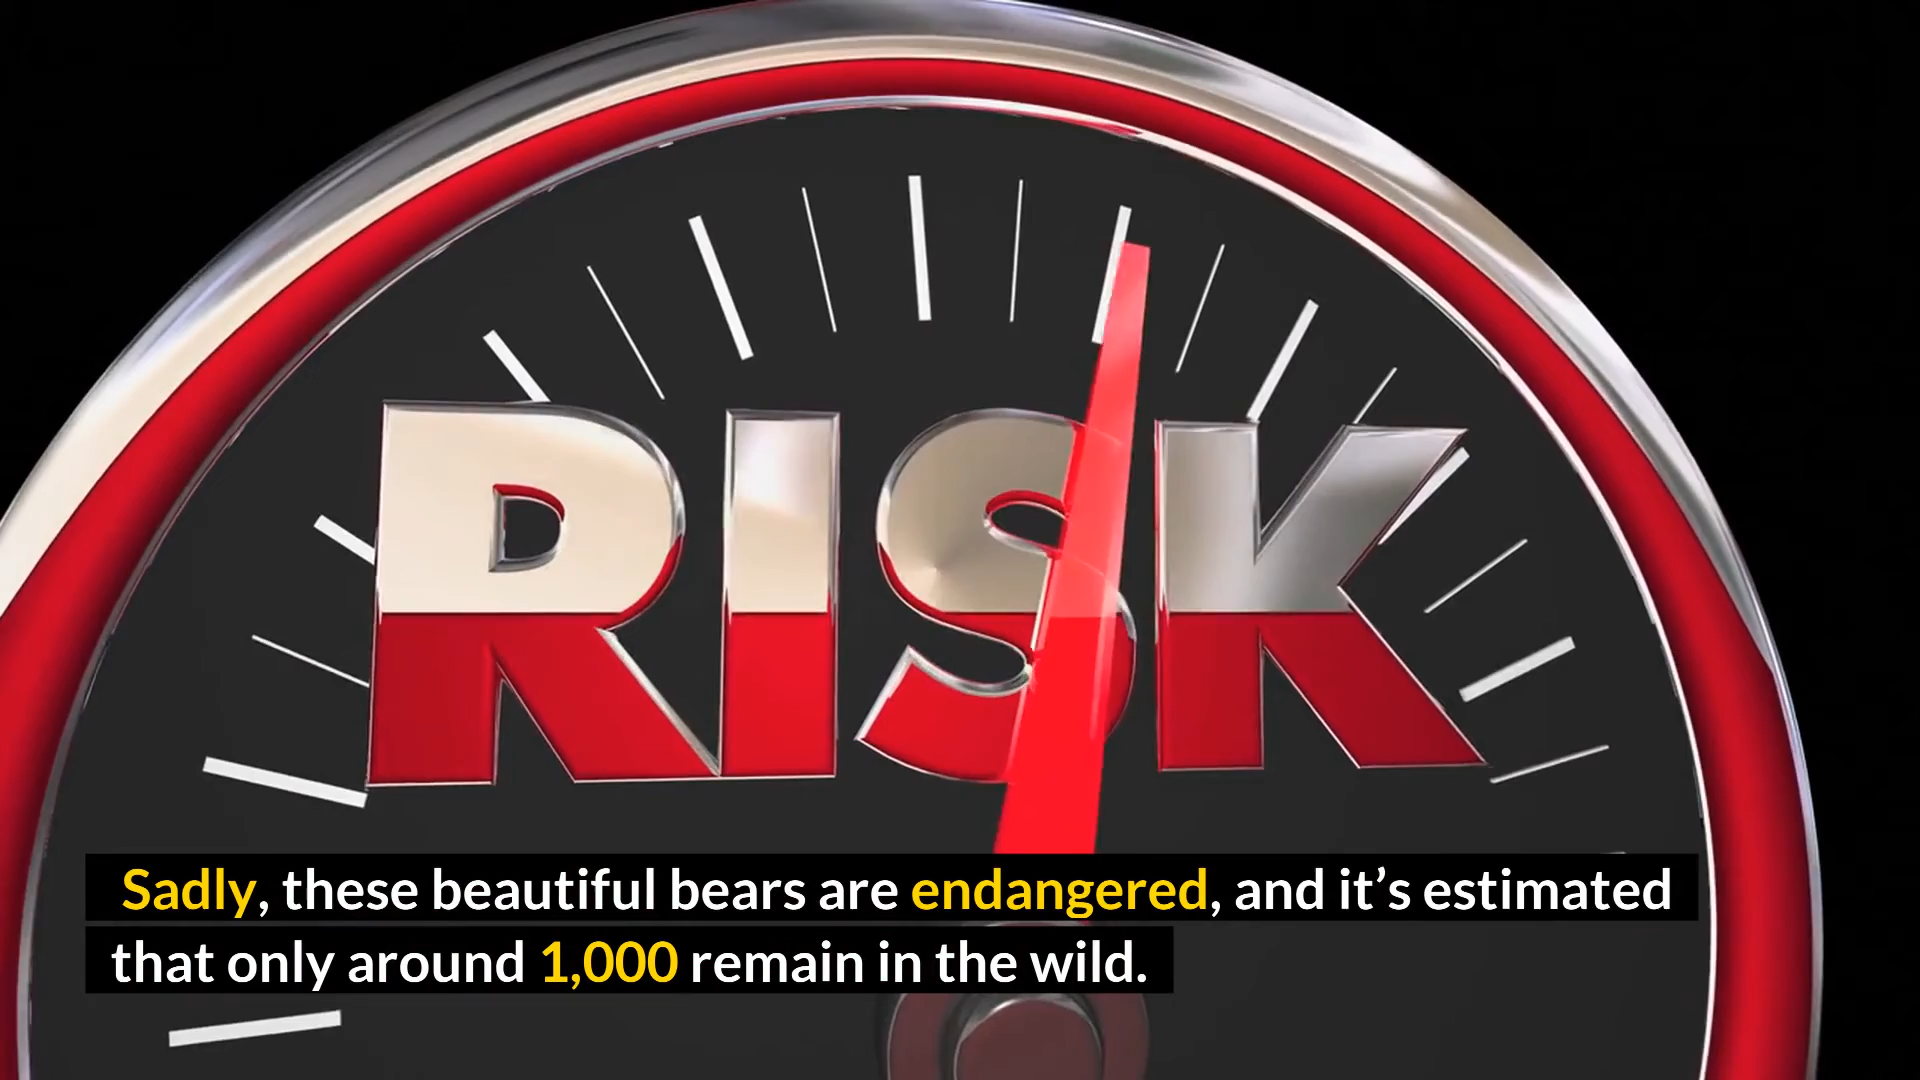 RISK
Sadly, these beautiful bears are endangered, and it’s estimated
that only around 1,000 remain in the wild.